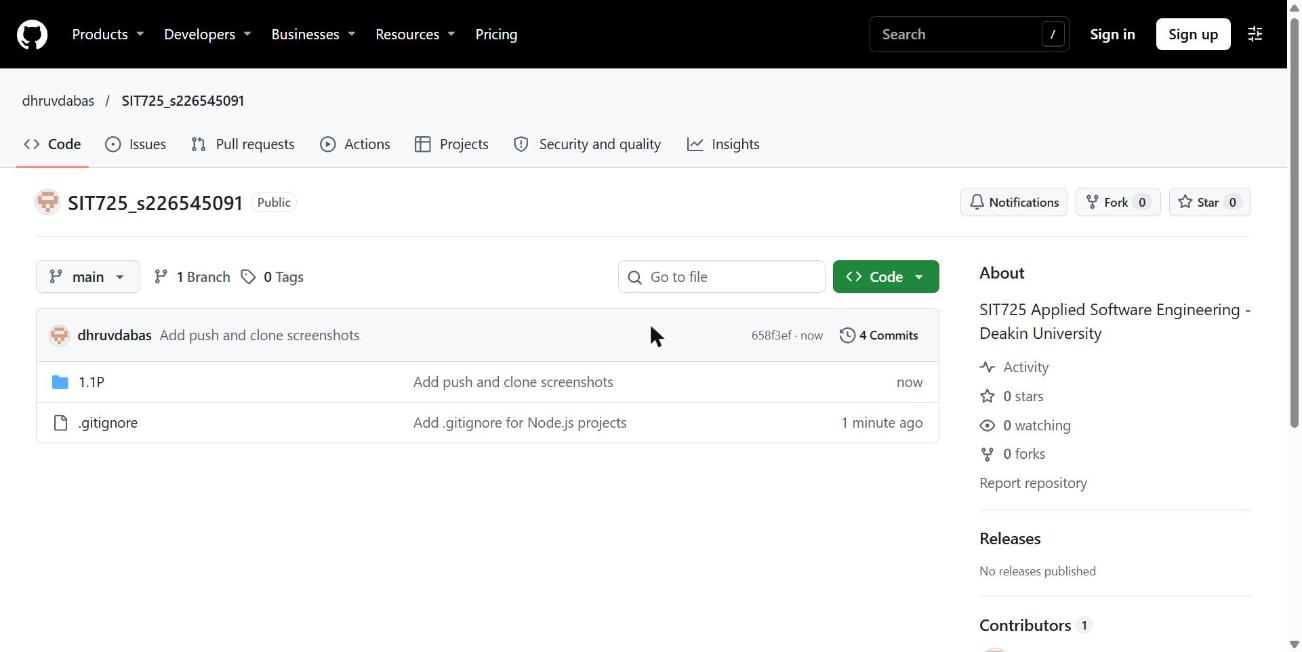 Products Developers Businesses Resources Pricing Search / Sign in Sign up
dhruvdabas / SIT725_s226545091
Code Issues Pull requests Actions Projects Security and quality Insights
SIT725_s226545091 Public Notifications Fork 0 Star 0
main 1 Branch 0 Tags Go to file Code
dhruvdabas Add push and clone screenshots 658f3ef · now 4 Commits
1.1P Add push and clone screenshots now
.gitignore Add .gitignore for Node.js projects 1 minute ago
About
SIT725 Applied Software Engineering -
Deakin University
Activity
0 stars
0 watching
0 forks
Report repository
Releases
No releases published
Contributors 1